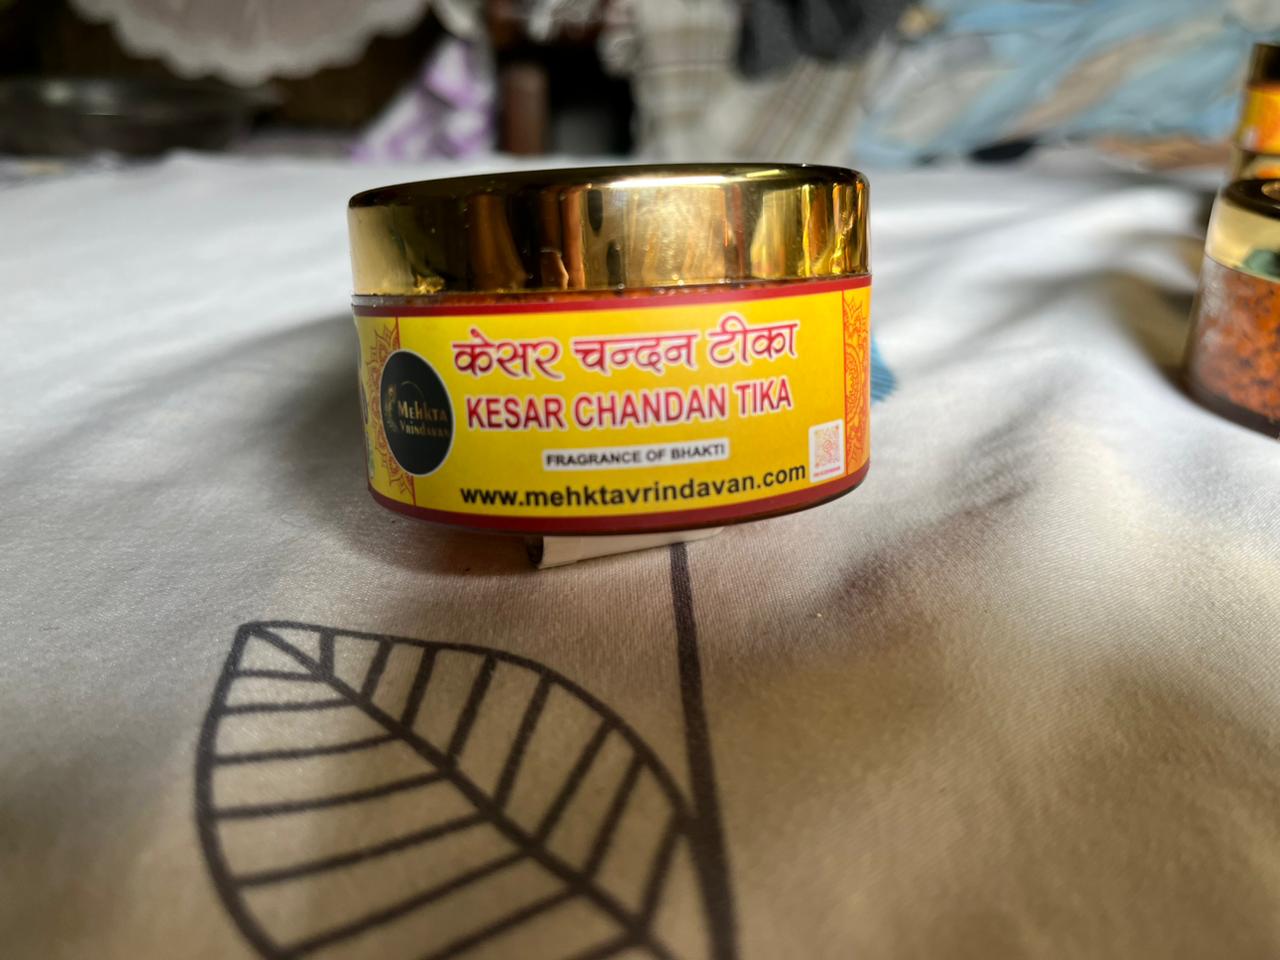 केसर चन्दन टीका
KESAR CHANDAN TIKA
Mehkta
Vrindavan
FRAGRANCE OF BHAKTI
www.mehktavrindavan.com